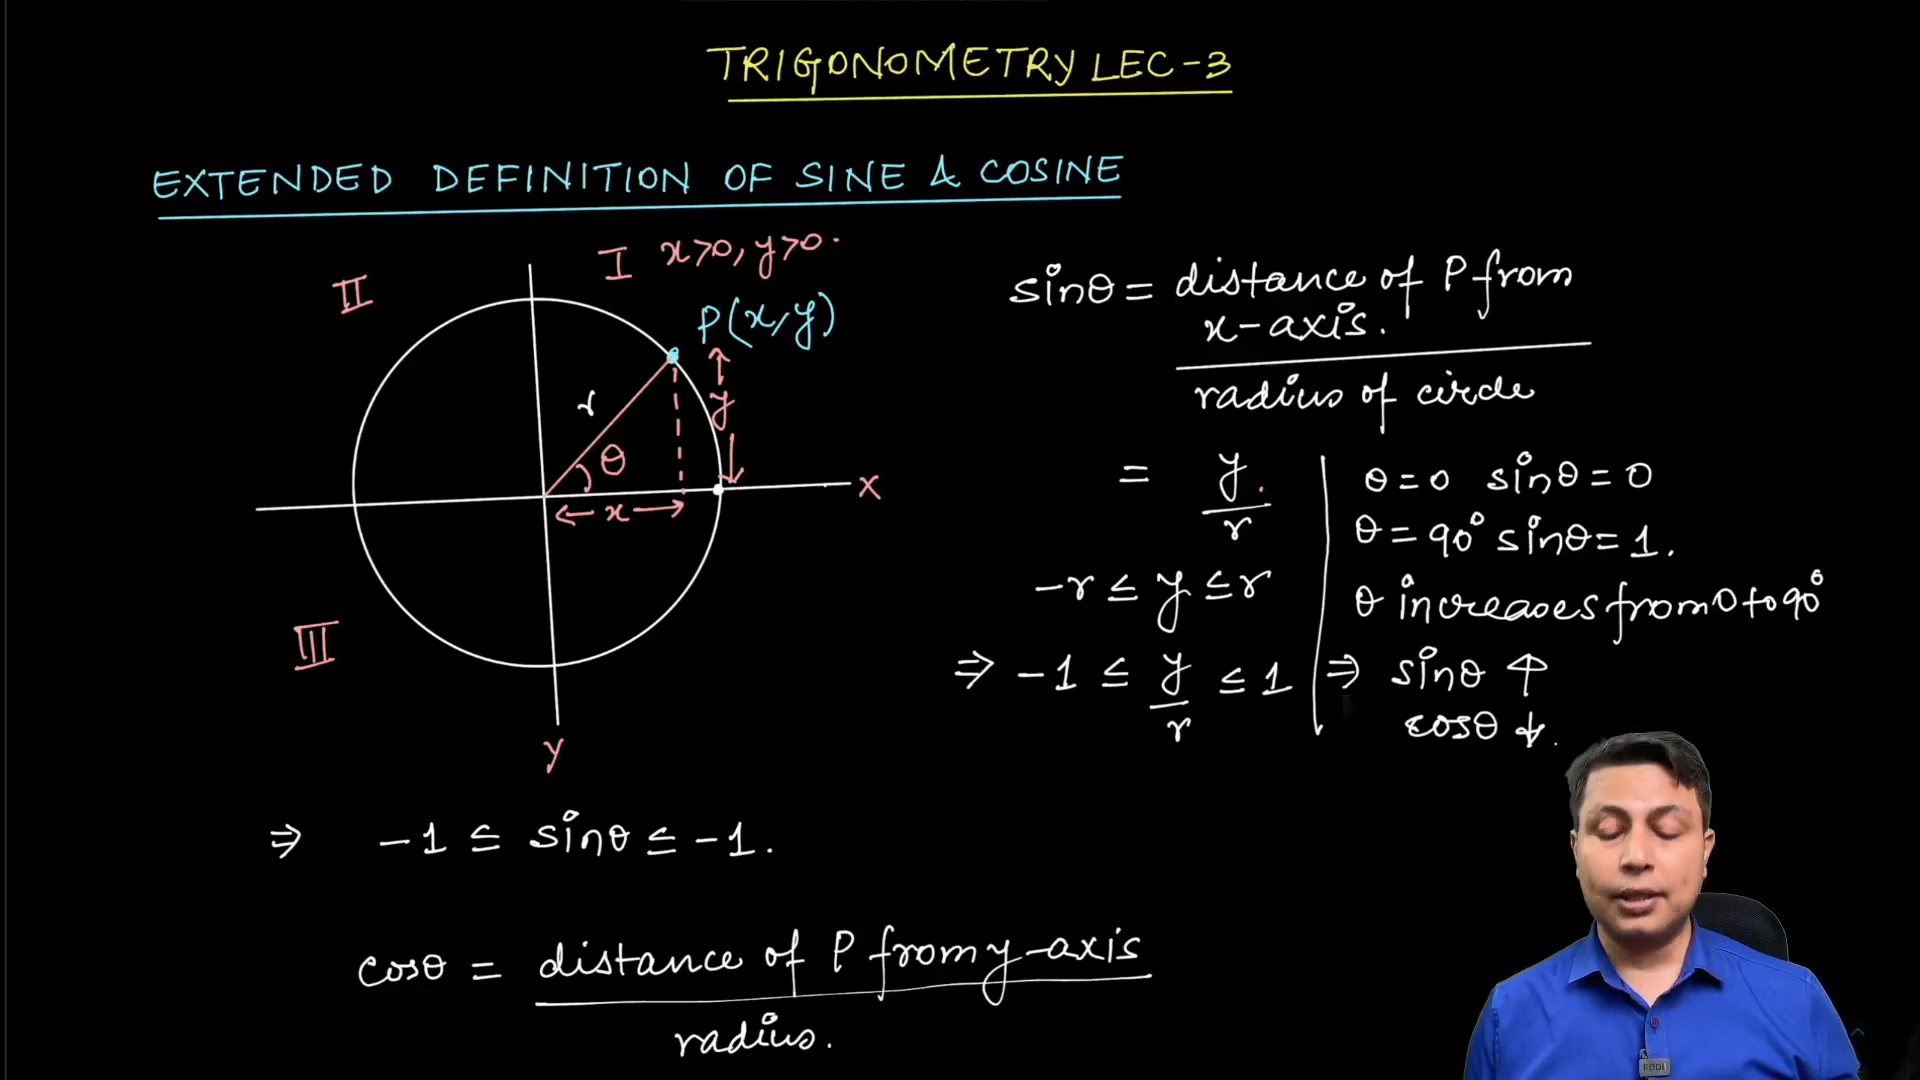 TRIGONOMETRY LEC-3
EXTENDED DEFINITION OF SINE & COSINE
I x>0, y>0.
II
P(x,y)
r
y
θ
x
x
III
y
sinθ = distance of P from
x-axis.
radius of circle
= y.
r
-r ≤ y ≤ r
⇒ -1 ≤ y ≤ 1
r
θ = 0 sinθ = 0
θ = 90° sinθ = 1.
θ increases from 0 to 90°
⇒ sinθ ↑
cosθ ↓.
⇒ -1 ≤ sinθ ≤ -1.
cosθ = distance of P from y-axis
radius.
RODE